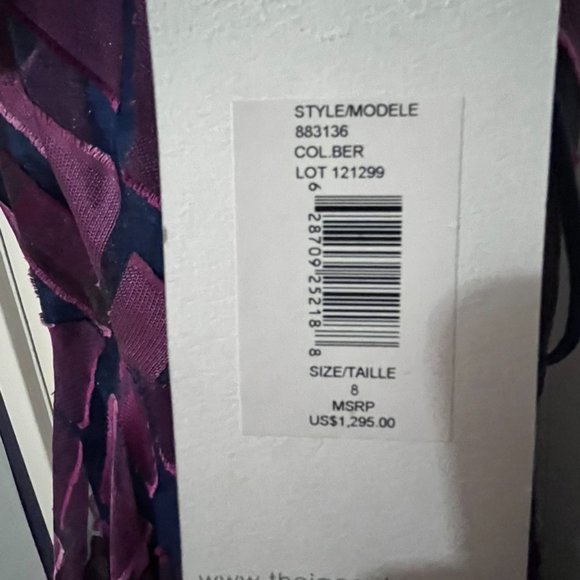 STYLE/MODELE
883136
COL.BER
LOT 121299
6 28709 25218 8
SIZE/TAILLE
8
MSRP
US$1,295.00